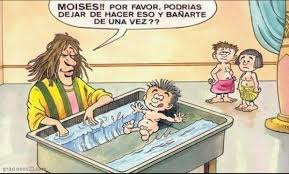 MOISES!! POR FAVOR, PODRIAS
DEJAR DE HACER ESO Y BAÑARTE
DE UNA VEZ??